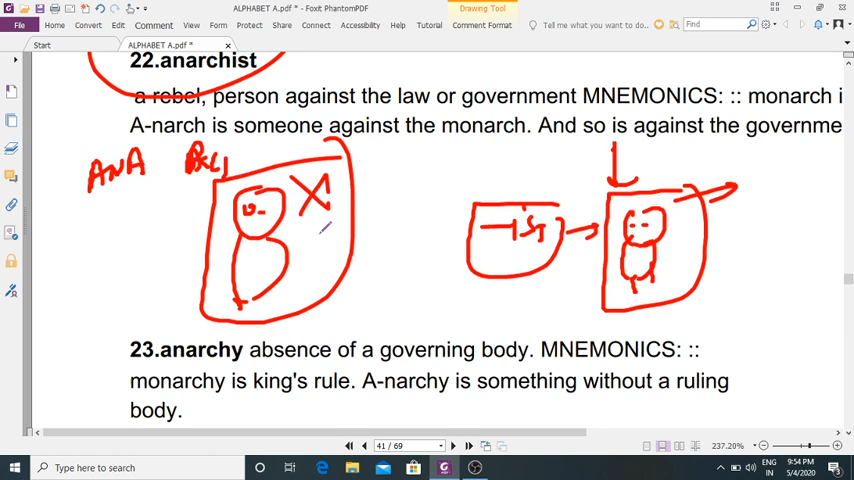 ALPHABET A.pdf * - Foxit PhantomPDF
Drawing Tool
File Home Convert Edit Comment View Form Protect Share Connect Accessibility Help Tutorial Comment Format Tell me what you want to do... Find
Start ALPHABET A.pdf *
22.anarchist
a rebel, person against the law or government MNEMONICS: :: monarch i
A-narch is someone against the monarch. And so is against the governme
ANA
23.anarchy absence of a governing body. MNEMONICS: ::
monarchy is king's rule. A-narchy is something without a ruling
body.
41 / 69 237.20%
Type here to search
ENG 9:54 PM
IN 5/4/2020
3